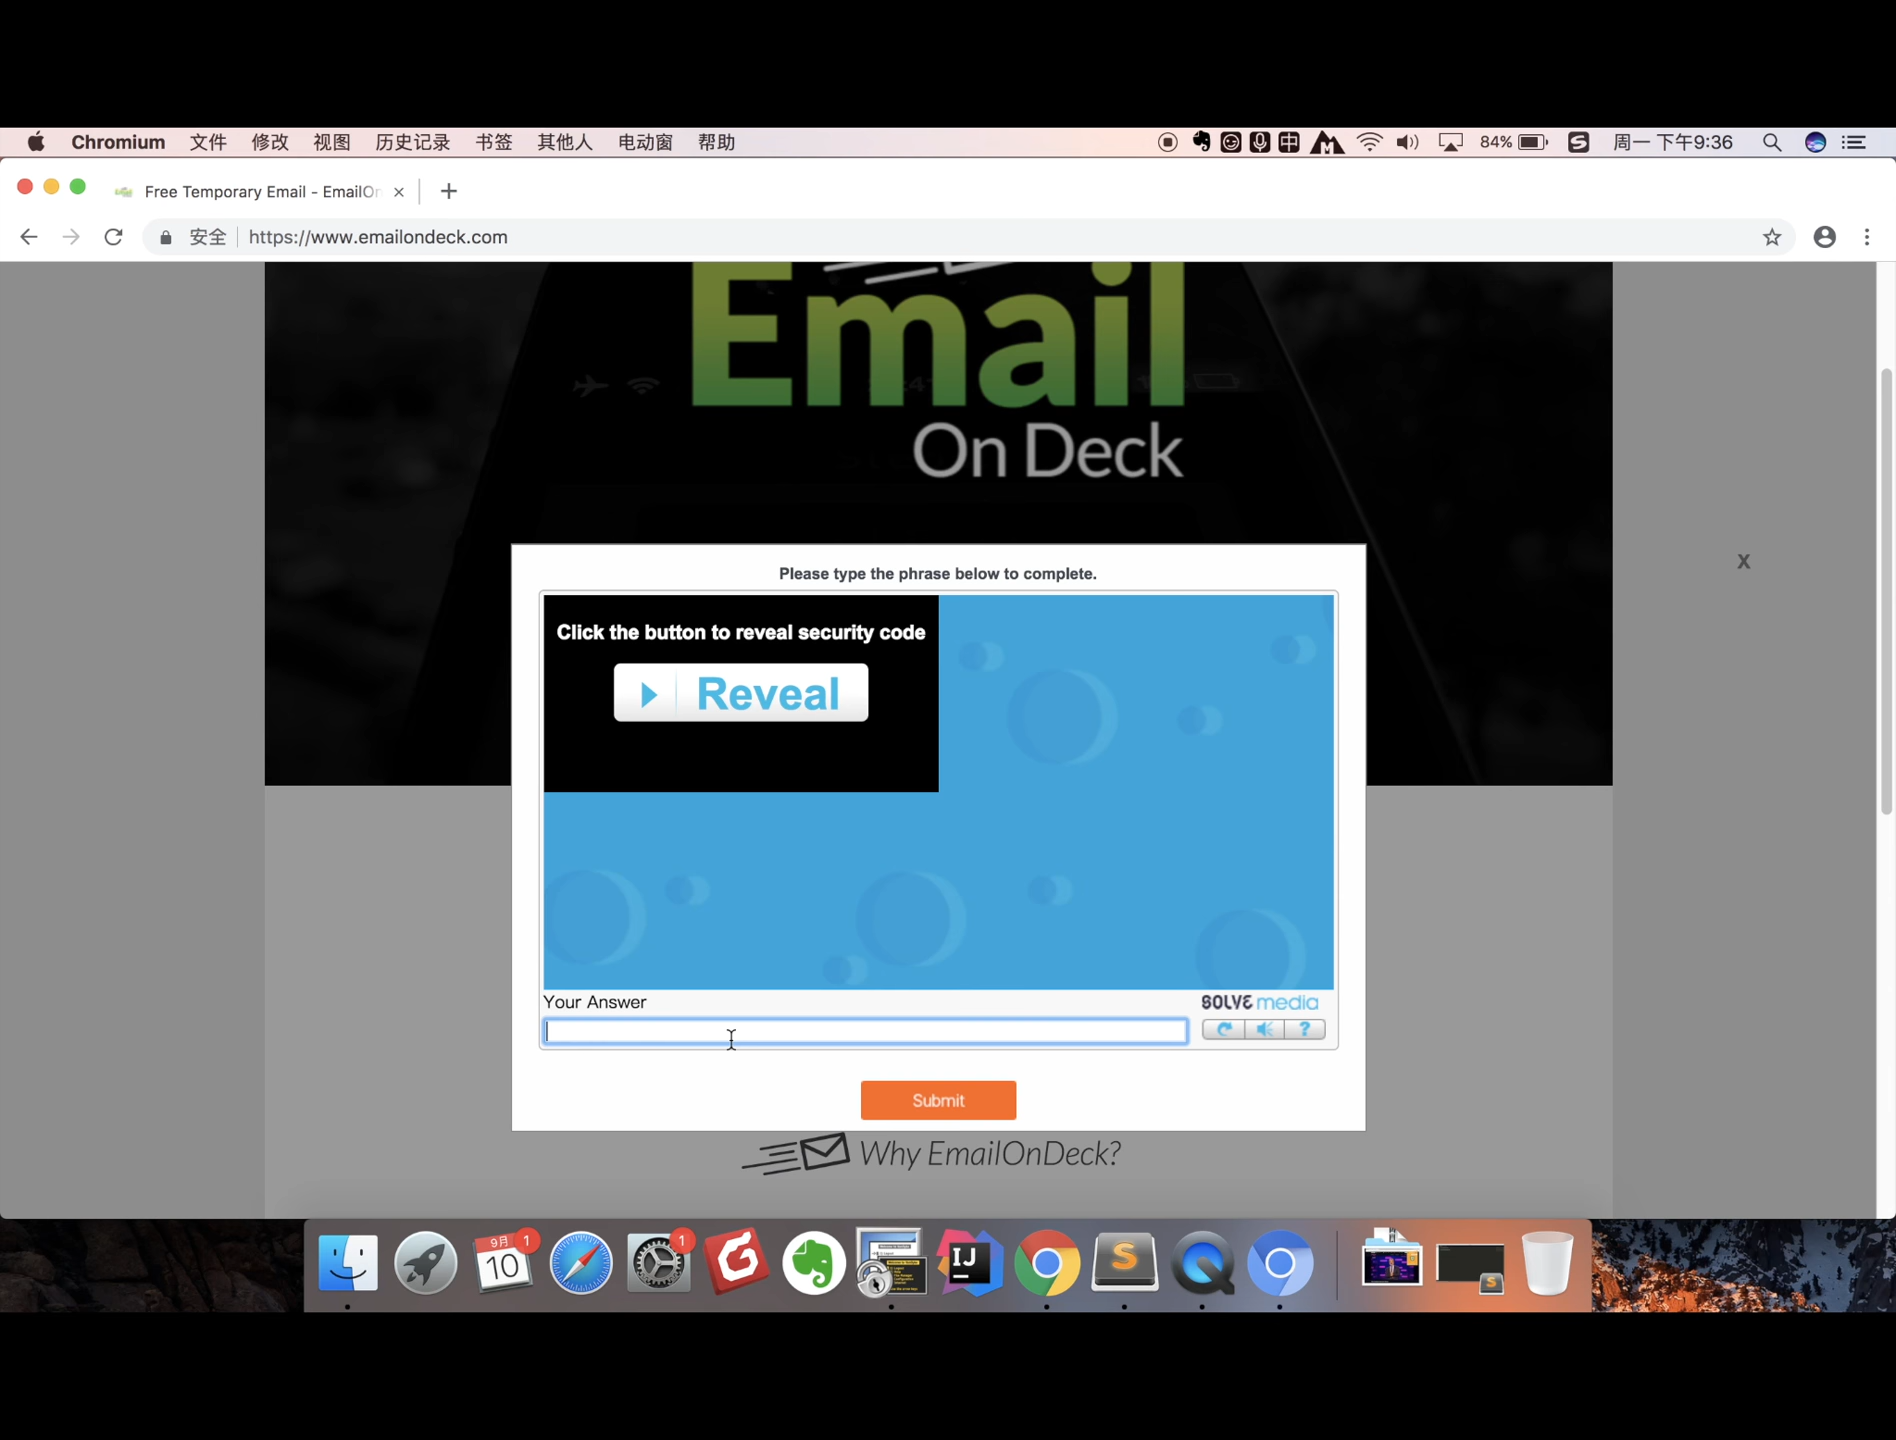 Chromium 文件 修改 视图 历史记录 书签 其他人 电动窗 帮助 中 84% 周一 下午9:36
Free Temporary Email - EmailOn
安全 https://www.emailondeck.com
Email
On Deck
x
Please type the phrase below to complete.
Click the button to reveal security code
Reveal
Your Answer
SOLVE media
?
Submit
Why EmailOnDeck?
9月 1
10
1
IJ
S
S